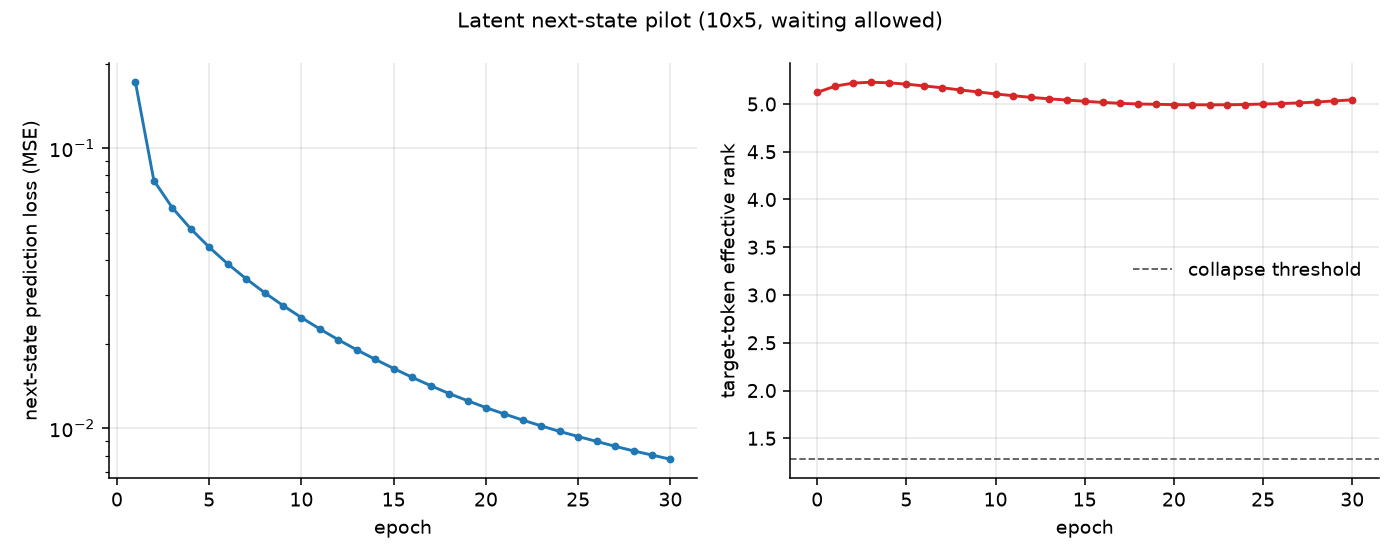 Latent next-state pilot (10x5, waiting allowed)
next-state prediction loss (MSE)
10⁻¹
10⁻²
0 5 10 15 20 25 30
epoch
target-token effective rank
5.0
4.5
4.0
3.5
3.0
2.5
2.0
1.5
collapse threshold
0 5 10 15 20 25 30
epoch